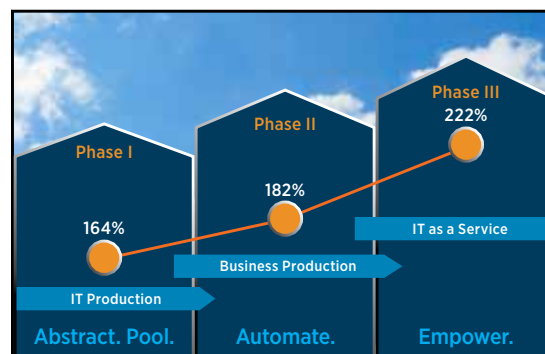 Phase I
164%
IT Production
Abstract. Pool.
Phase II
182%
Business Production
Automate.
Phase III
222%
IT as a Service
Empower.